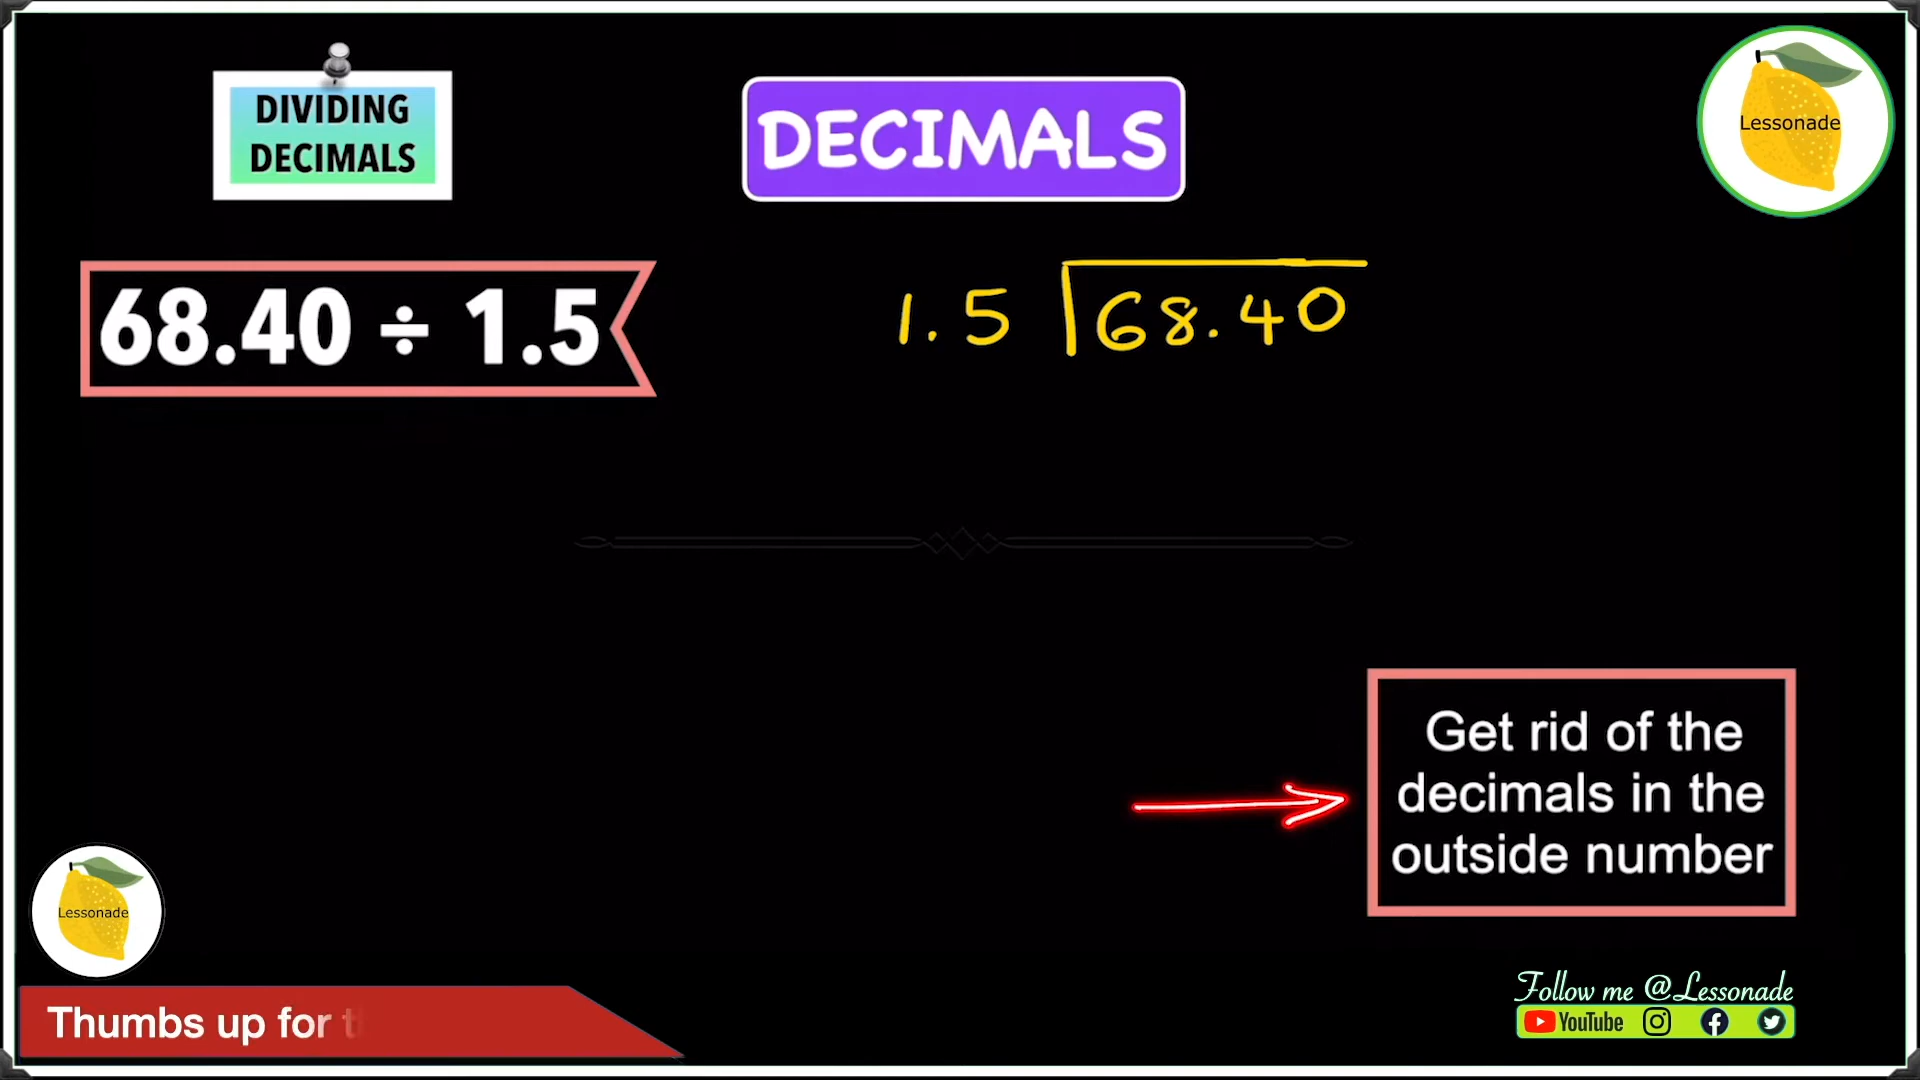 DIVIDING
DECIMALS
DECIMALS
Lessonade
68.40 ÷ 1.5
1.5 68.40
Get rid of the
decimals in the
outside number
Lessonade
Thumbs up for t
Follow me @Lessonade
YouTube